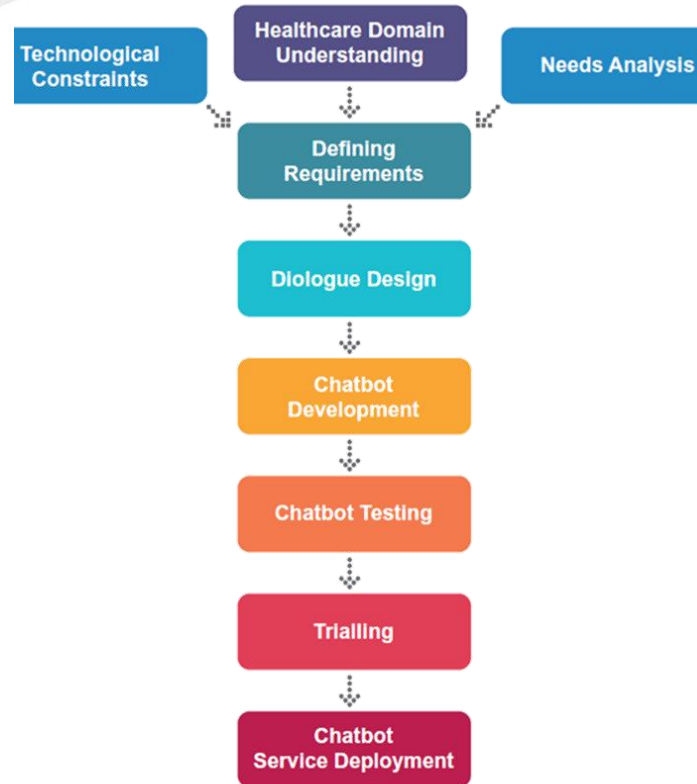 Technological
Constraints
Healthcare Domain
Understanding
Needs Analysis
Defining
Requirements
Diologue Design
Chatbot
Development
Chatbot Testing
Trialling
Chatbot
Service Deployment